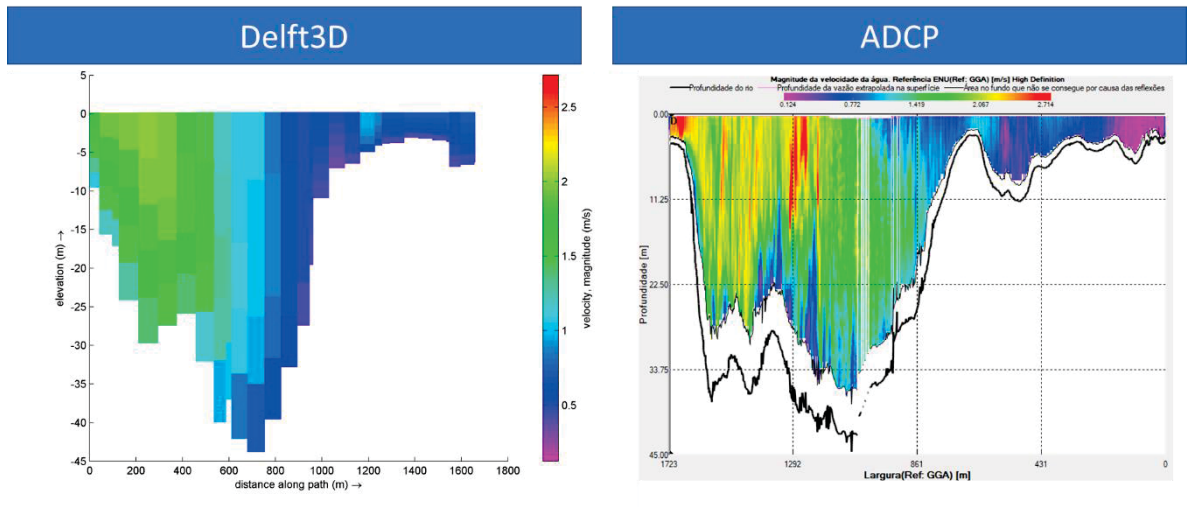 Delft3D
5
0
-5
-10
-15
-20
-25
-30
-35
-40
-45
elevation (m) →
0 200 400 600 800 1000 1200 1400 1600 1800
distance along path (m) →
2.5
2
1.5
1
0.5
velocity, magnitude (m/s) →
ADCP
Magnitude da velocidade da água. Referência ENU(Ref: GGA) [m/s] High Definition
Profundidade do rio Profundidade da vazão extrapolada na superfície Área no fundo que não se consegue por causa das reflexões
0.124 0.772 1.419 2.067 2.714
0.00
11.25
22.50
33.75
45.00
Profundidade [m]
1723 1292 861 431 0
Largura(Ref: GGA) [m]